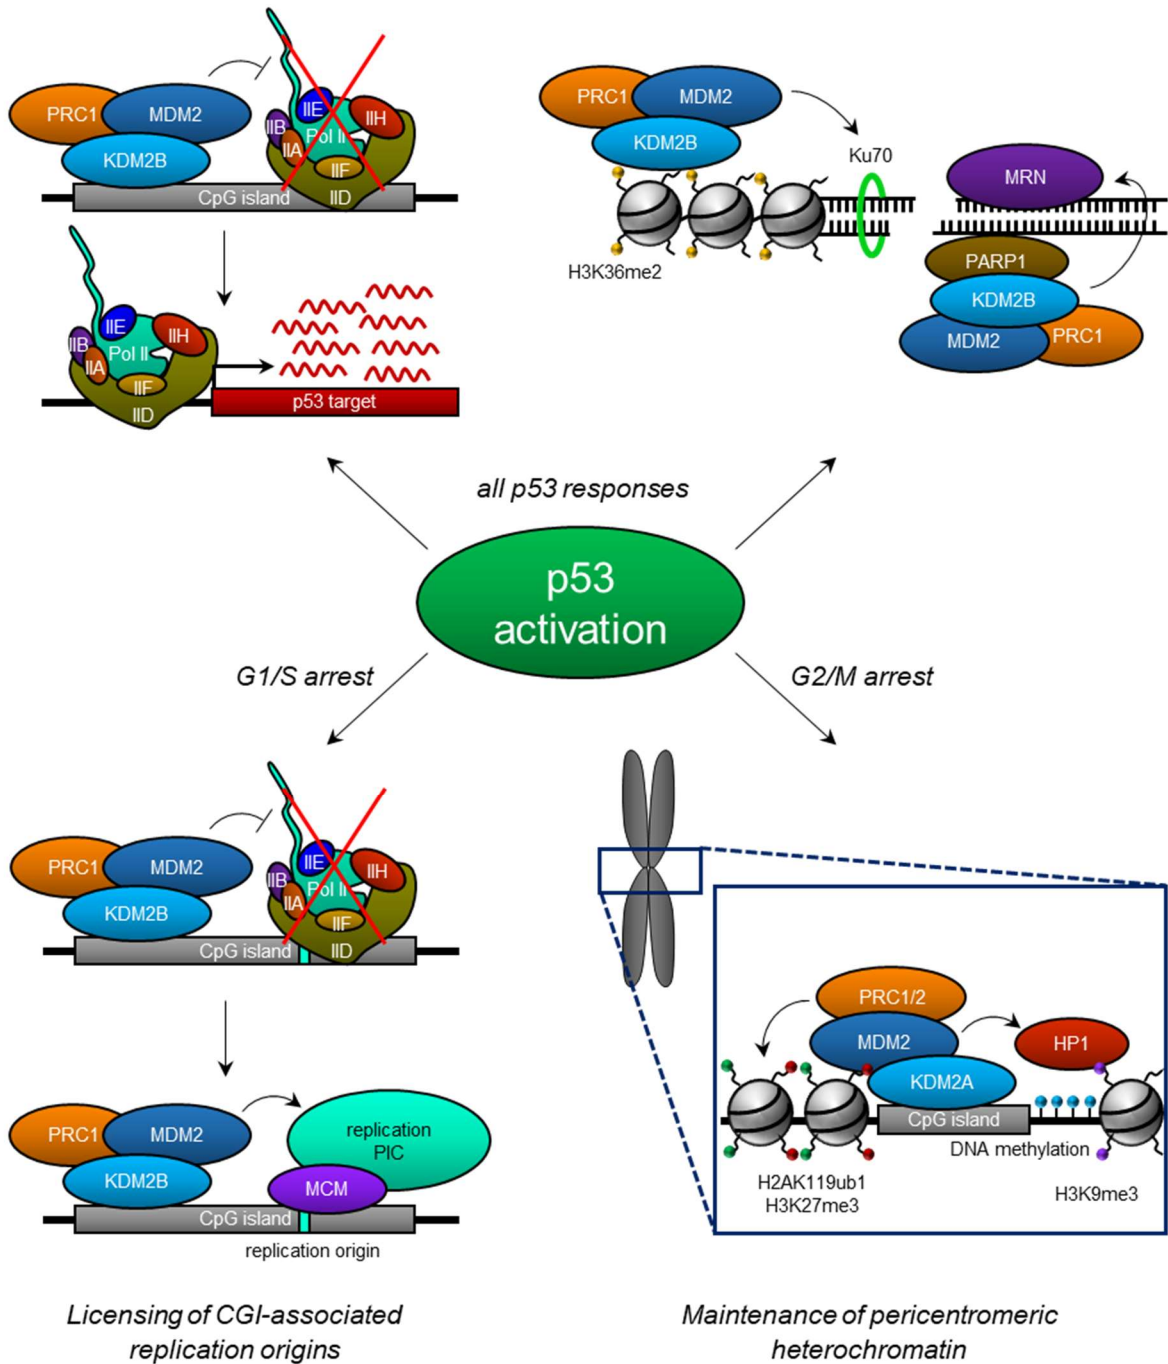 PRC1
MDM2
KDM2B
IIE
IIH
IIB
IIA
Pol II
IIF
IID
CpG island
IIE
IIH
IIB
IIA
Pol II
IIF
IID
p53 target
PRC1
MDM2
KDM2B
Ku70
H3K36me2
MRN
PARP1
KDM2B
MDM2
PRC1
all p53 responses
p53
activation
G1/S arrest
G2/M arrest
PRC1
MDM2
KDM2B
IIE
IIH
IIB
IIA
Pol II
IIF
IID
CpG island
PRC1
MDM2
KDM2B
replication
PIC
MCM
CpG island
replication origin
Licensing of CGI-associated
replication origins
PRC1/2
MDM2
HP1
KDM2A
CpG island
DNA methylation
H2AK119ub1
H3K27me3
H3K9me3
Maintenance of pericentromeric
heterochromatin